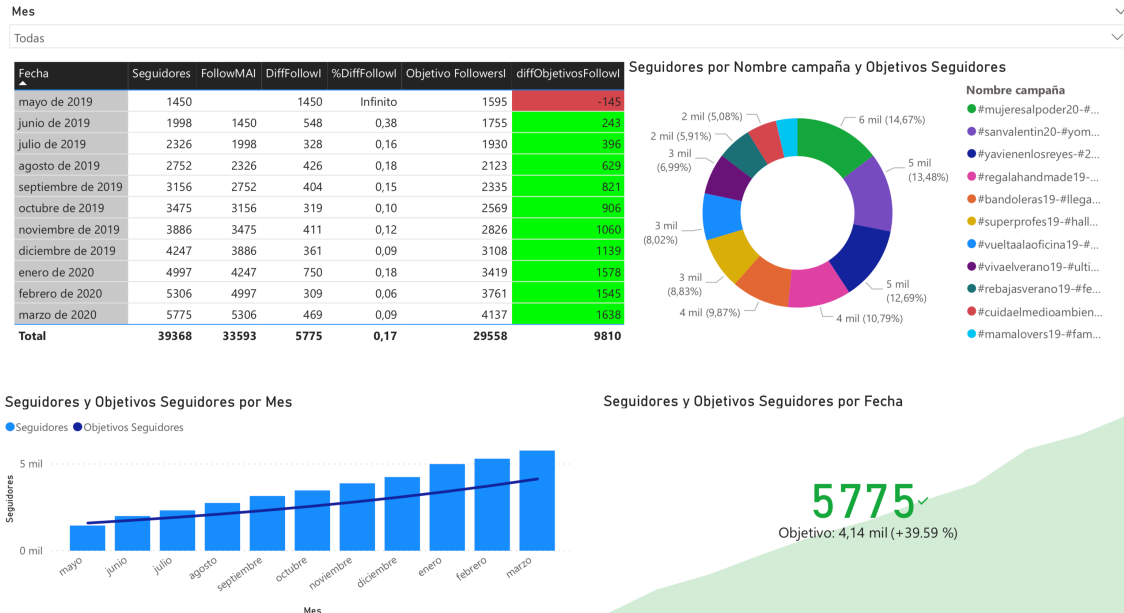 Mes
Todas
Fecha Seguidores FollowMAI DiffFollowI %DiffFollowI Objetivo FollowersI diffObjetivosFollowI
mayo de 2019 1450 1450 Infinito 1595 -145
junio de 2019 1998 1450 548 0,38 1755 243
julio de 2019 2326 1998 328 0,16 1930 396
agosto de 2019 2752 2326 426 0,18 2123 629
septiembre de 2019 3156 2752 404 0,15 2335 821
octubre de 2019 3475 3156 319 0,10 2569 906
noviembre de 2019 3886 3475 411 0,12 2826 1060
diciembre de 2019 4247 3886 361 0,09 3108 1139
enero de 2020 4997 4247 750 0,18 3419 1578
febrero de 2020 5306 4997 309 0,06 3761 1545
marzo de 2020 5775 5306 469 0,09 4137 1638
Total 39368 33593 5775 0,17 29558 9810
Seguidores por Nombre campaña y Objetivos Seguidores
6 mil (14,67%)
5 mil
(13,48%)
5 mil
(12,69%)
4 mil (10,79%)
4 mil (9,87%)
3 mil
(8,83%)
3 mil
(8,02%)
3 mil
(6,99%)
2 mil (5,91%)
2 mil (5,08%)
Nombre campaña
#mujeresalpoder20-#...
#sanvalentin20-#yom...
#yavienenlosreyes-#2...
#regalahandmade19-...
#bandoleras19-#llega...
#superprofes19-#hall...
#vueltaalaoficina19-#...
#vivaelverano19-#ulti...
#rebajasverano19-#fe...
#cuidaelmedioambien...
#mamalovers19-#fam...
Seguidores y Objetivos Seguidores por Mes
Seguidores Objetivos Seguidores
Seguidores
5 mil
0 mil
mayo junio julio agosto septiembre octubre noviembre diciembre enero febrero marzo
Mes
Seguidores y Objetivos Seguidores por Fecha
5775
Objetivo: 4,14 mil (+39.59 %)